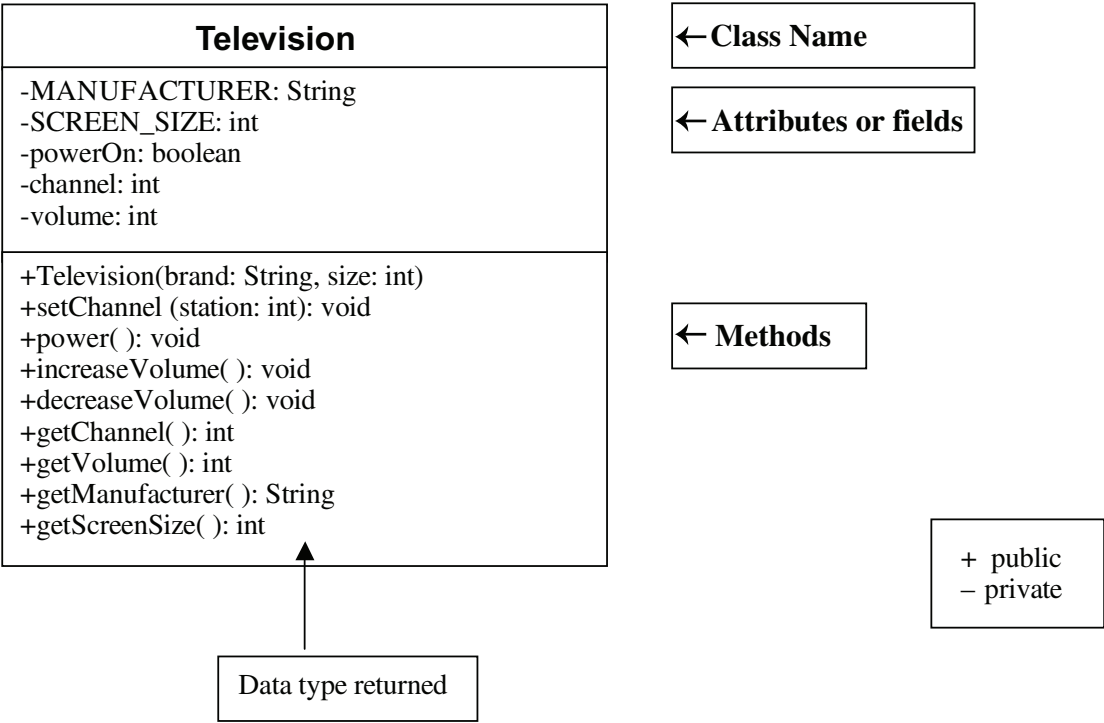 Television
-MANUFACTURER: String
-SCREEN_SIZE: int
-powerOn: boolean
-channel: int
-volume: int
+Television(brand: String, size: int)
+setChannel (station: int): void
+power( ): void
+increaseVolume( ): void
+decreaseVolume( ): void
+getChannel( ): int
+getVolume( ): int
+getManufacturer( ): String
+getScreenSize( ): int
Data type returned
←Class Name
←Attributes or fields
← Methods
+ public
– private